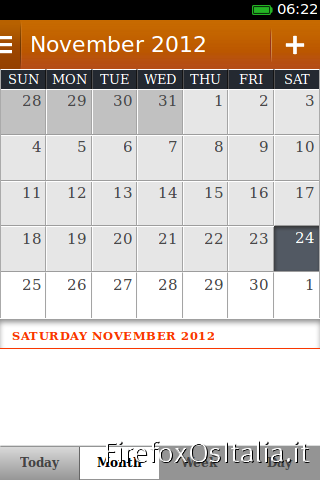 06:22
November 2012 +
SUN MON TUE WED THU FRI SAT
28 29 30 31 1 2 3
4 5 6 7 8 9 10
11 12 13 14 15 16 17
18 19 20 21 22 23 24
25 26 27 28 29 30 1
SATURDAY NOVEMBER 2012
Today Month Week Day
FirefoxOsItalia.it